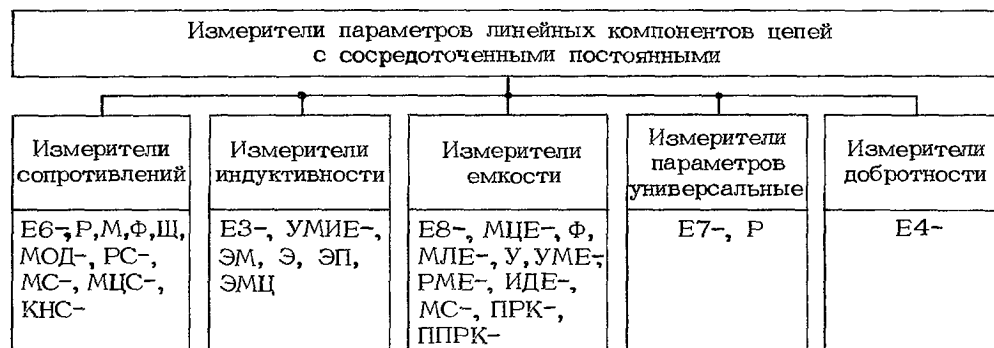 Измерители параметров линейных компонентов цепей
с сосредоточенными постоянными
Измерители
сопротивлений
Е6-, Р, М, Ф, Щ,
МОД-, РС-,
МС-, МЦС-,
КНС-
Измерители
индуктивности
Е3-, УМИЕ-,
ЭМ, Э, ЭП,
ЭМЦ
Измерители
емкости
Е8-, МЦЕ-, Ф,
МЛЕ-, У, УМЕ-,
РМЕ-, ИДЕ-,
МС-, ПРК-,
ППРК-
Измерители
параметров
универсальные
Е7-, Р
Измерители
добротности
Е4-